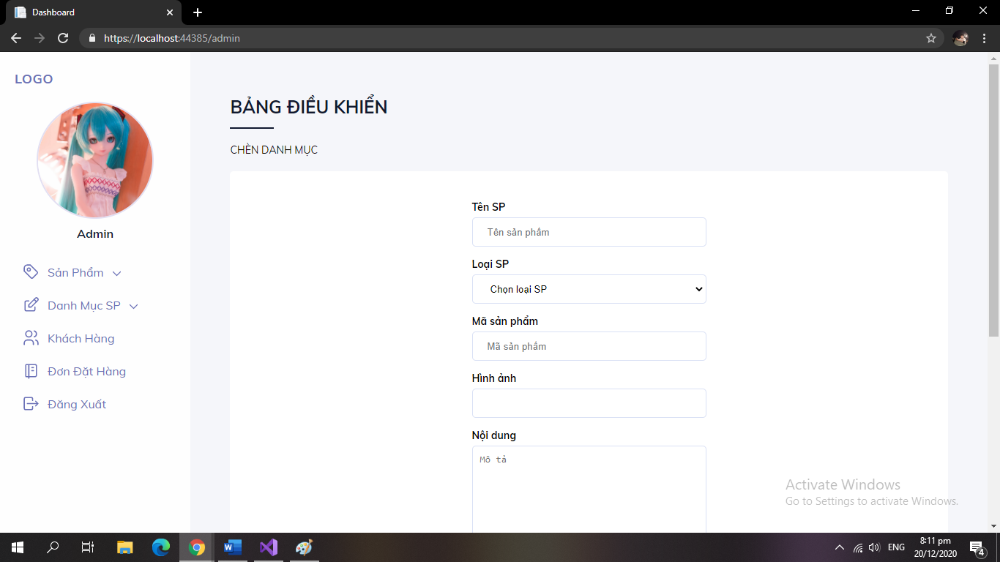 Dashboard
https://localhost:44385/admin
LOGO
Admin
Sản Phẩm
Danh Mục SP
Khách Hàng
Đơn Đặt Hàng
Đăng Xuất
BẢNG ĐIỀU KHIỂN
CHÈN DANH MỤC
Tên SP
Tên sản phẩm
Loại SP
Chọn loại SP
Mã sản phẩm
Mã sản phẩm
Hình ảnh
Nội dung
Mô tả
Activate Windows
Go to Settings to activate Windows.
ENG
8:11 pm
20/12/2020
4